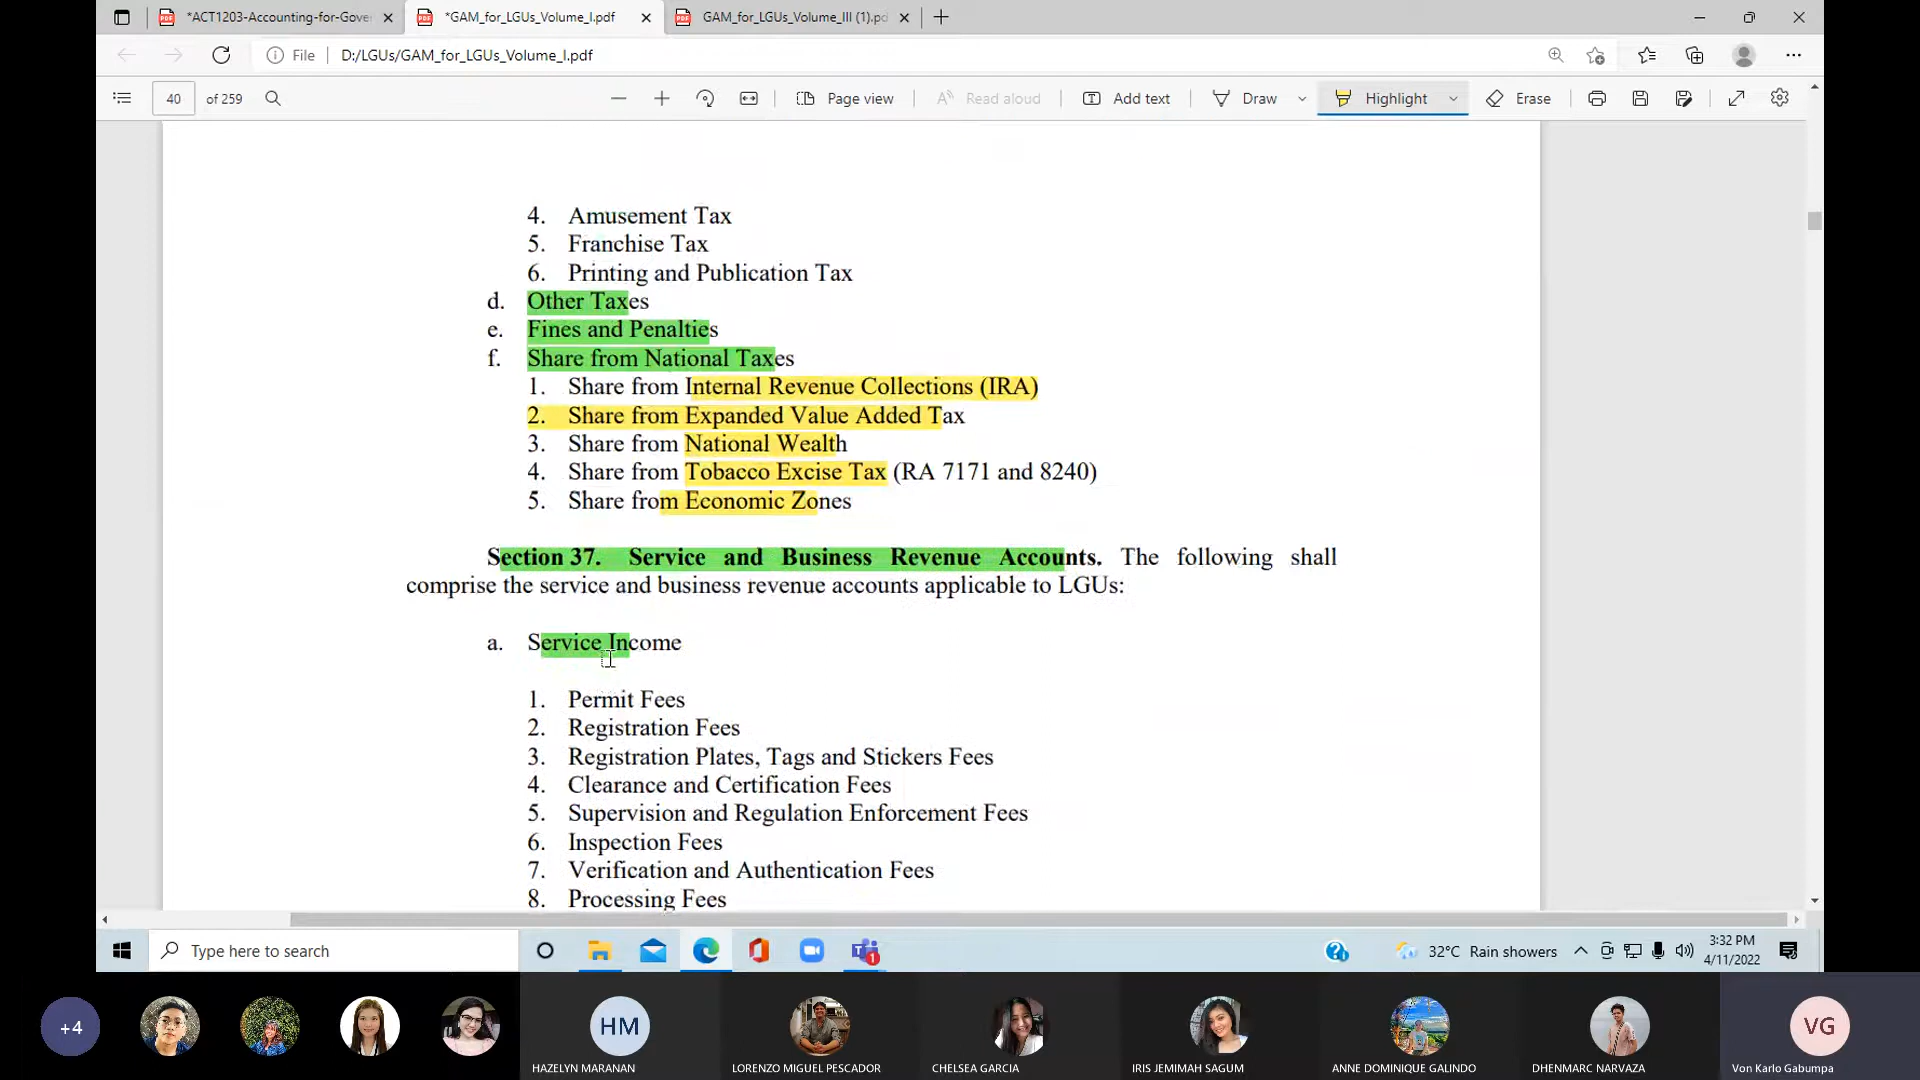 *ACT1203-Accounting-for-Gove
*GAM_for_LGUs_Volume_I.pdf
GAM_for_LGUs_Volume_III (1).pd
File
D:/LGUs/GAM_for_LGUs_Volume_I.pdf
40 of 259
Page view
Read aloud
Add text
Draw
Highlight
Erase
4. Amusement Tax
5. Franchise Tax
6. Printing and Publication Tax
d. Other Taxes
e. Fines and Penalties
f. Share from National Taxes
1. Share from Internal Revenue Collections (IRA)
2. Share from Expanded Value Added Tax
3. Share from National Wealth
4. Share from Tobacco Excise Tax (RA 7171 and 8240)
5. Share from Economic Zones
Section 37. Service and Business Revenue Accounts. The following shall
comprise the service and business revenue accounts applicable to LGUs:
a. Service Income
1. Permit Fees
2. Registration Fees
3. Registration Plates, Tags and Stickers Fees
4. Clearance and Certification Fees
5. Supervision and Regulation Enforcement Fees
6. Inspection Fees
7. Verification and Authentication Fees
8. Processing Fees
Type here to search
1
32°C Rain showers
3:32 PM
4/11/2022
+4
HM
VG
HAZELYN MARANAN
LORENZO MIGUEL PESCADOR
CHELSEA GARCIA
IRIS JEMIMAH SAGUM
ANNE DOMINIQUE GALINDO
DHENMARC NARVAZA
Von Karlo Gabumpa